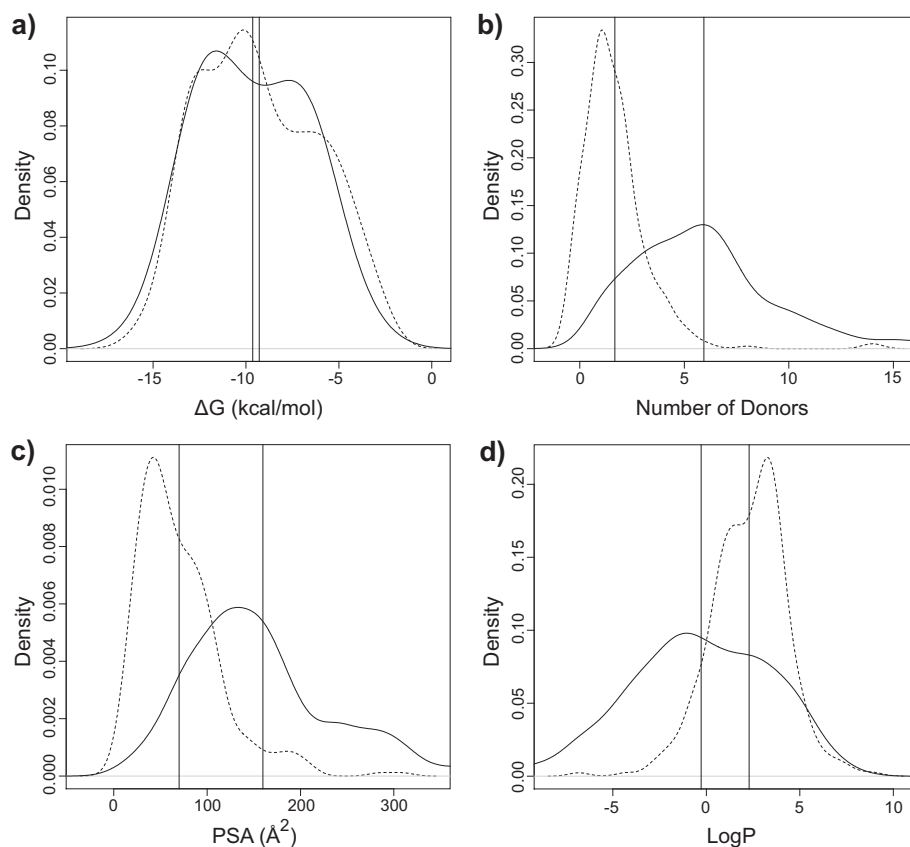 a)
Density
0.00 0.02 0.04 0.06 0.08 0.10
-15 -10 -5 0
ΔG (kcal/mol)
b)
Density
0.00 0.05 0.10 0.15 0.20 0.25 0.30
0 5 10 15
Number of Donors
c)
Density
0.000 0.002 0.004 0.006 0.008 0.010
0 100 200 300
PSA (Å²)
d)
Density
0.00 0.05 0.10 0.15 0.20
-5 0 5 10
LogP